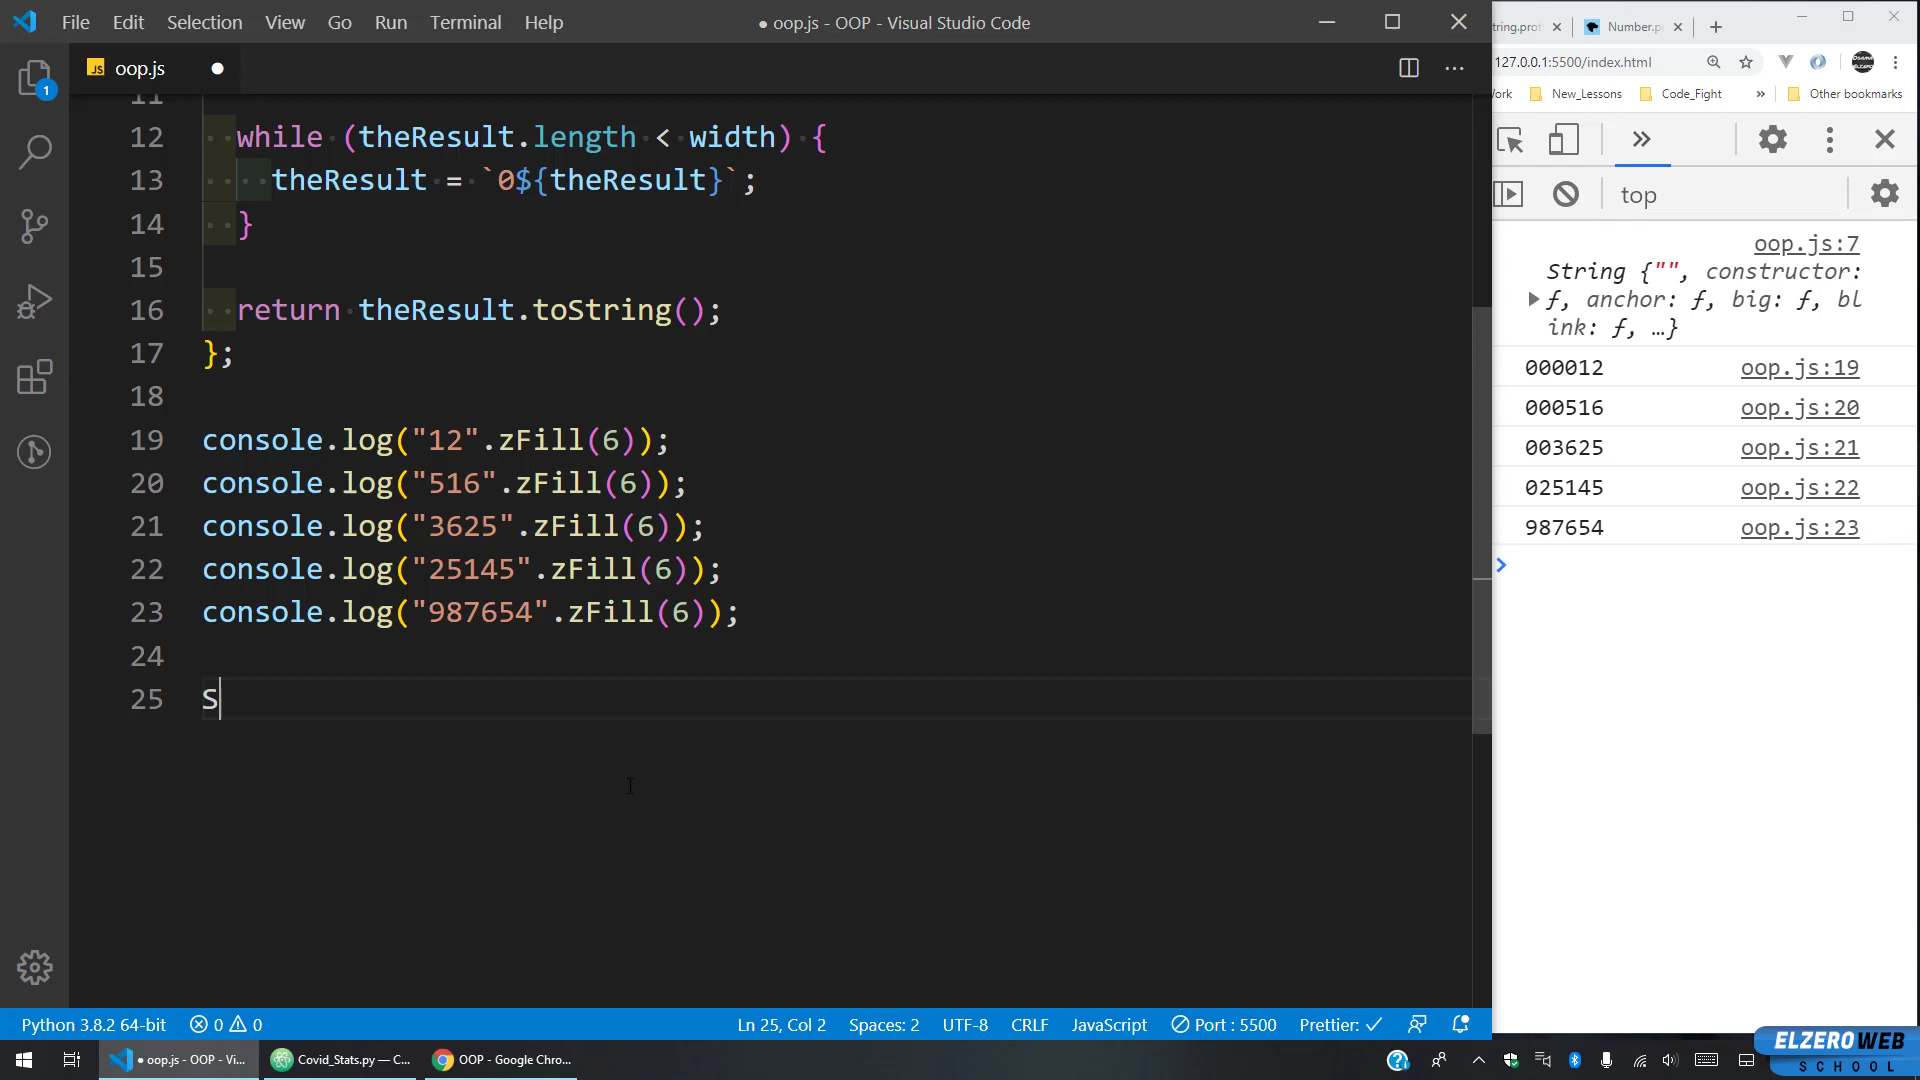 File Edit Selection View Go Run Terminal Help
● oop.js - OOP - Visual Studio Code
JS oop.js
1
11
12 while (theResult.length < width) {
13 theResult = `0${theResult}`;
14 }
15
16 return theResult.toString();
17 };
18
19 console.log("12".zFill(6));
20 console.log("516".zFill(6));
21 console.log("3625".zFill(6));
22 console.log("25145".zFill(6));
23 console.log("987654".zFill(6));
24
25 S
Python 3.8.2 64-bit 0 0
Ln 25, Col 2 Spaces: 2 UTF-8 CRLF JavaScript Port : 5500 Prettier:
Number.p
127.0.0.1:5500/index.html
New_Lessons Code_Fight » Other bookmarks
top
oop.js:7
String {"", constructor:
ƒ, anchor: ƒ, big: ƒ, bl
ink: ƒ, …}
000012 oop.js:19
000516 oop.js:20
003625 oop.js:21
025145 oop.js:22
987654 oop.js:23
● oop.js - OOP - Vi...
Covid_Stats.py — C...
OOP - Google Chro...
ELZEROWEB
SCHOOL